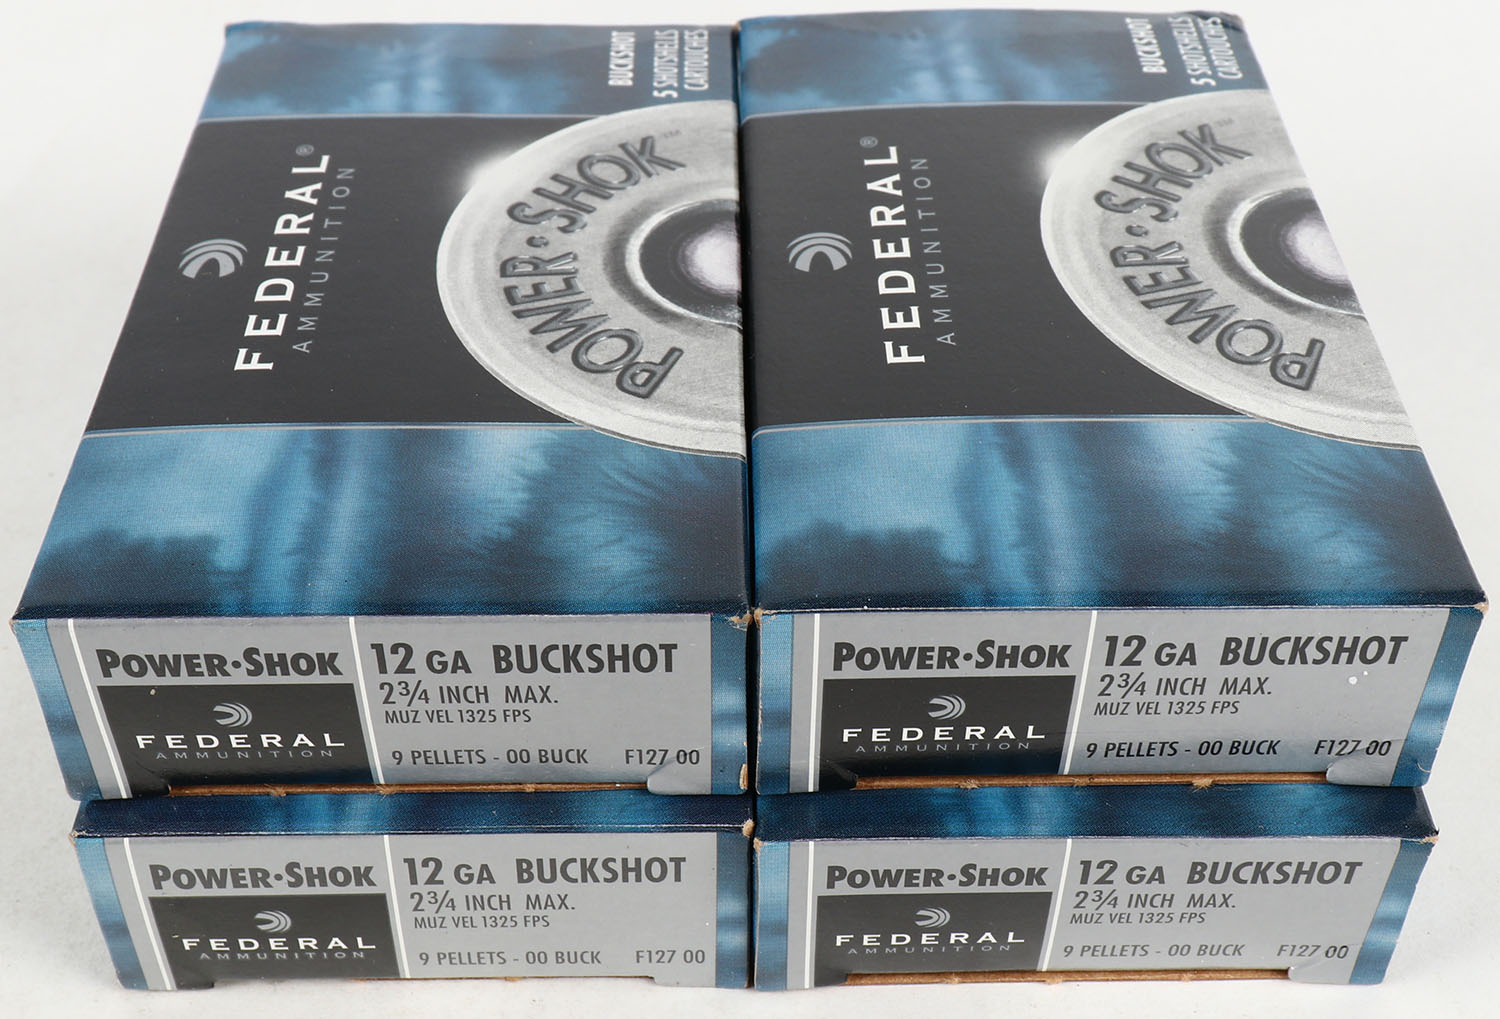 BUCKSHOT
5 SHOTSHELLS
CARTOUCHES
FEDERAL®
AMMUNITION
POWER•SHOK™
BUCKSHOT
5 SHOTSHELLS
CARTOUCHES
FEDERAL®
AMMUNITION
POWER•SHOK™
POWER•SHOK
FEDERAL
AMMUNITION
12 GA BUCKSHOT
2¾ INCH MAX.
MUZ VEL 1325 FPS
9 PELLETS - 00 BUCK F127 00
POWER•SHOK
FEDERAL
AMMUNITION
12 GA BUCKSHOT
2¾ INCH MAX.
MUZ VEL 1325 FPS
9 PELLETS - 00 BUCK F127 00
POWER•SHOK
FEDERAL
AMMUNITION
12 GA BUCKSHOT
2¾ INCH MAX.
MUZ VEL 1325 FPS
9 PELLETS - 00 BUCK F127 00
POWER•SHOK
FEDERAL
AMMUNITION
12 GA BUCKSHOT
2¾ INCH MAX.
MUZ VEL 1325 FPS
9 PELLETS - 00 BUCK F127 00